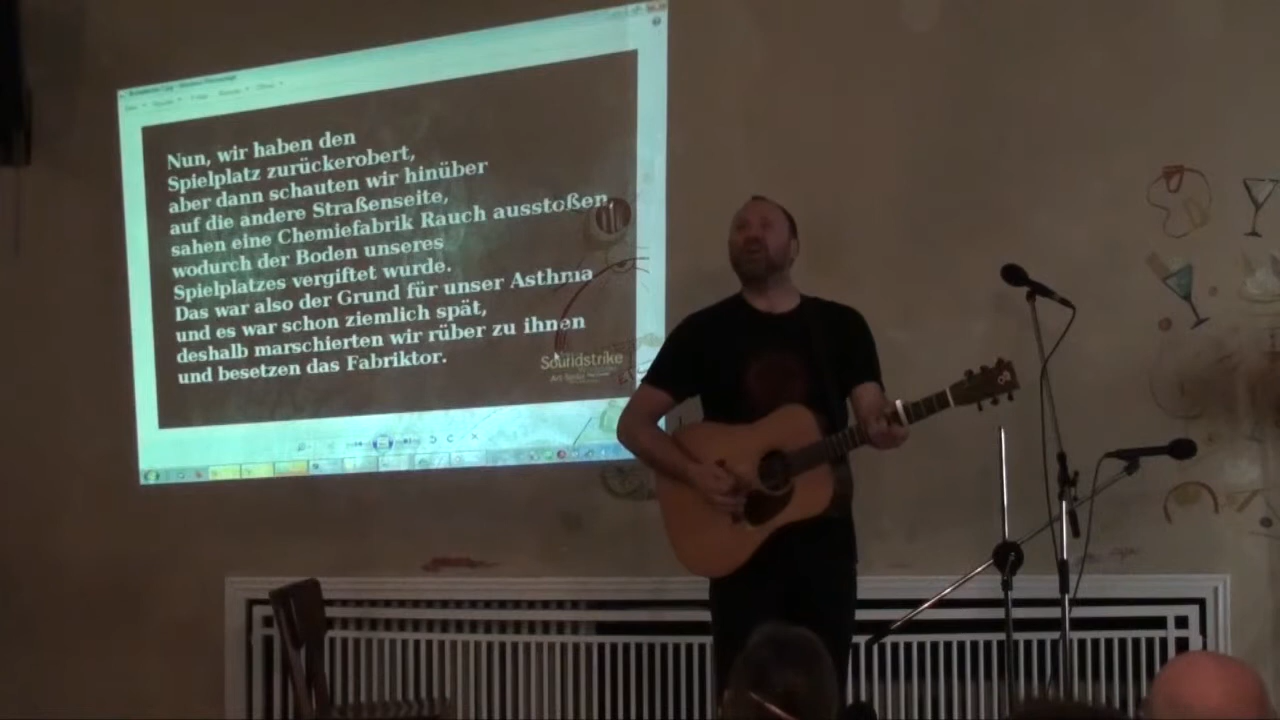 Nun, wir haben den
Spielplatz zurückerobert,
aber dann schauten wir hinüber
auf die andere Straßenseite,
sahen eine Chemiefabrik Rauch ausstoßen,
wodurch der Boden unseres
Spielplatzes vergiftet wurde.
Das war also der Grund für unser Asthma
und es war schon ziemlich spät,
deshalb marschierten wir rüber zu ihnen
und besetzen das Fabriktor.
Soundstrike